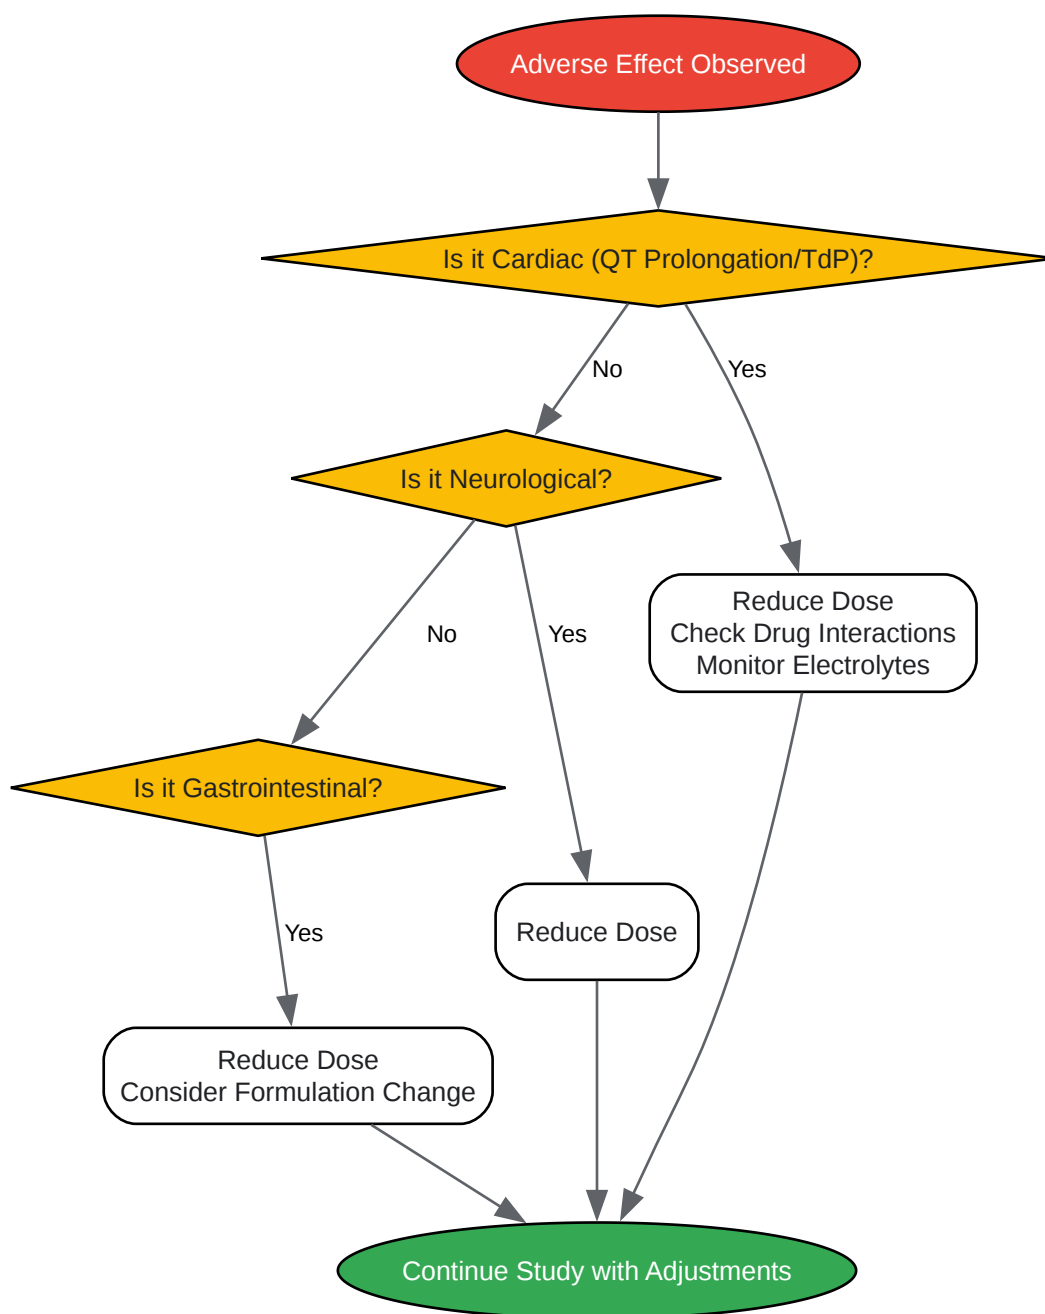 Adverse Effect Observed
Is it Cardiac (QT Prolongation/TdP)?
No
Yes
Is it Neurological?
No
Yes
Reduce Dose
Check Drug Interactions
Monitor Electrolytes
Is it Gastrointestinal?
Yes
Reduce Dose
Reduce Dose
Consider Formulation Change
Continue Study with Adjustments